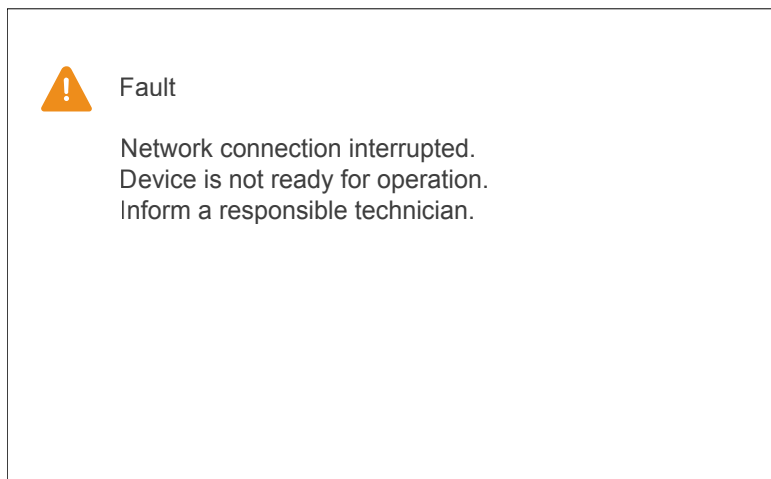 Fault
Network connection interrupted.
Device is not ready for operation.
Inform a responsible technician.